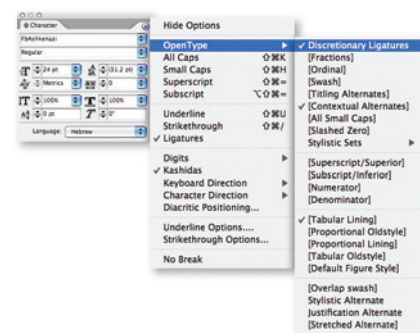 Character
FbAshkenazi
Regular
24 pt
(31.2 pt)
Metrics
0
100%
100%
0 pt
0°
Language: Hebrew
Hide Options
OpenType
All Caps ⇧⌘K
Small Caps ⇧⌘H
Superscript ⇧⌘=
Subscript ⌥⇧⌘=
Underline ⇧⌘U
Strikethrough ⇧⌘/
✓ Ligatures
Digits
✓ Kashidas
Keyboard Direction
Character Direction
Diacritic Positioning...
Underline Options....
Strikethrough Options...
No Break
✓ Discretionary Ligatures
[Fractions]
[Ordinal]
[Swash]
[Titling Alternates]
✓ [Contextual Alternates]
[All Small Caps]
[Slashed Zero]
Stylistic Sets
[Superscript/Superior]
[Subscript/Inferior]
[Numerator]
[Denominator]
✓ [Tabular Lining]
[Proportional Oldstyle]
[Proportional Lining]
[Tabular Oldstyle]
[Default Figure Style]
[Overlap swash]
Stylistic Alternate
Justification Alternate
[Stretched Alternate]